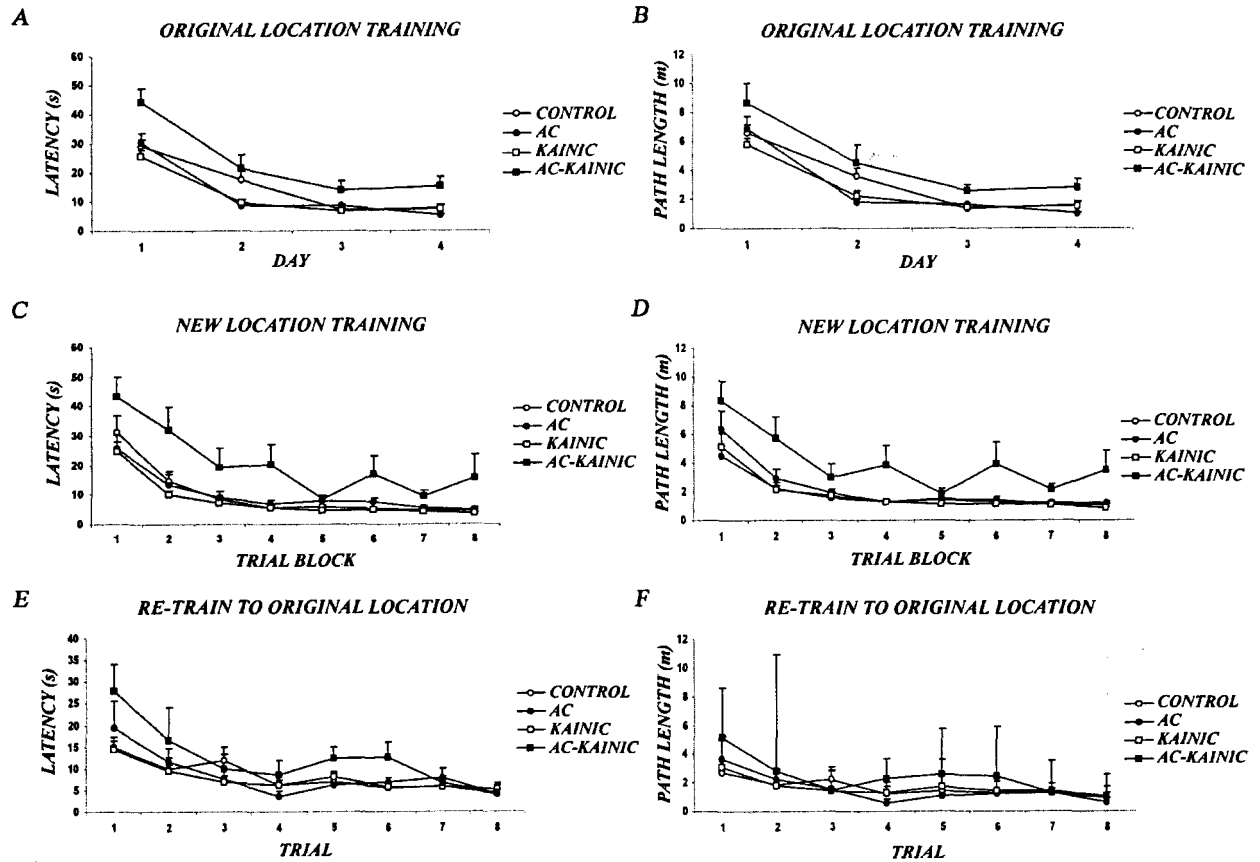 A
ORIGINAL LOCATION TRAINING
LATENCY (s)
60
50
40
30
20
10
0
1 2 3 4
DAY
CONTROL
AC
KAINIC
AC-KAINIC
B
ORIGINAL LOCATION TRAINING
PATH LENGTH (m)
12
10
8
6
4
2
0
1 2 3 4
DAY
CONTROL
AC
KAINIC
AC-KAINIC
C
NEW LOCATION TRAINING
LATENCY (s)
60
50
40
30
20
10
0
1 2 3 4 5 6 7 8
TRIAL BLOCK
CONTROL
AC
KAINIC
AC-KAINIC
D
NEW LOCATION TRAINING
PATH LENGTH (m)
12
10
8
6
4
2
0
1 2 3 4 5 6 7 8
TRIAL BLOCK
CONTROL
AC
KAINIC
AC-KAINIC
E
RE-TRAIN TO ORIGINAL LOCATION
LATENCY (s)
40
35
30
25
20
15
10
5
0
1 2 3 4 5 6 7 8
TRIAL
CONTROL
AC
KAINIC
AC-KAINIC
F
RE-TRAIN TO ORIGINAL LOCATION
PATH LENGTH (m)
12
10
8
6
4
2
0
1 2 3 4 5 6 7 8
TRIAL
CONTROL
AC
KAINIC
AC-KAINIC